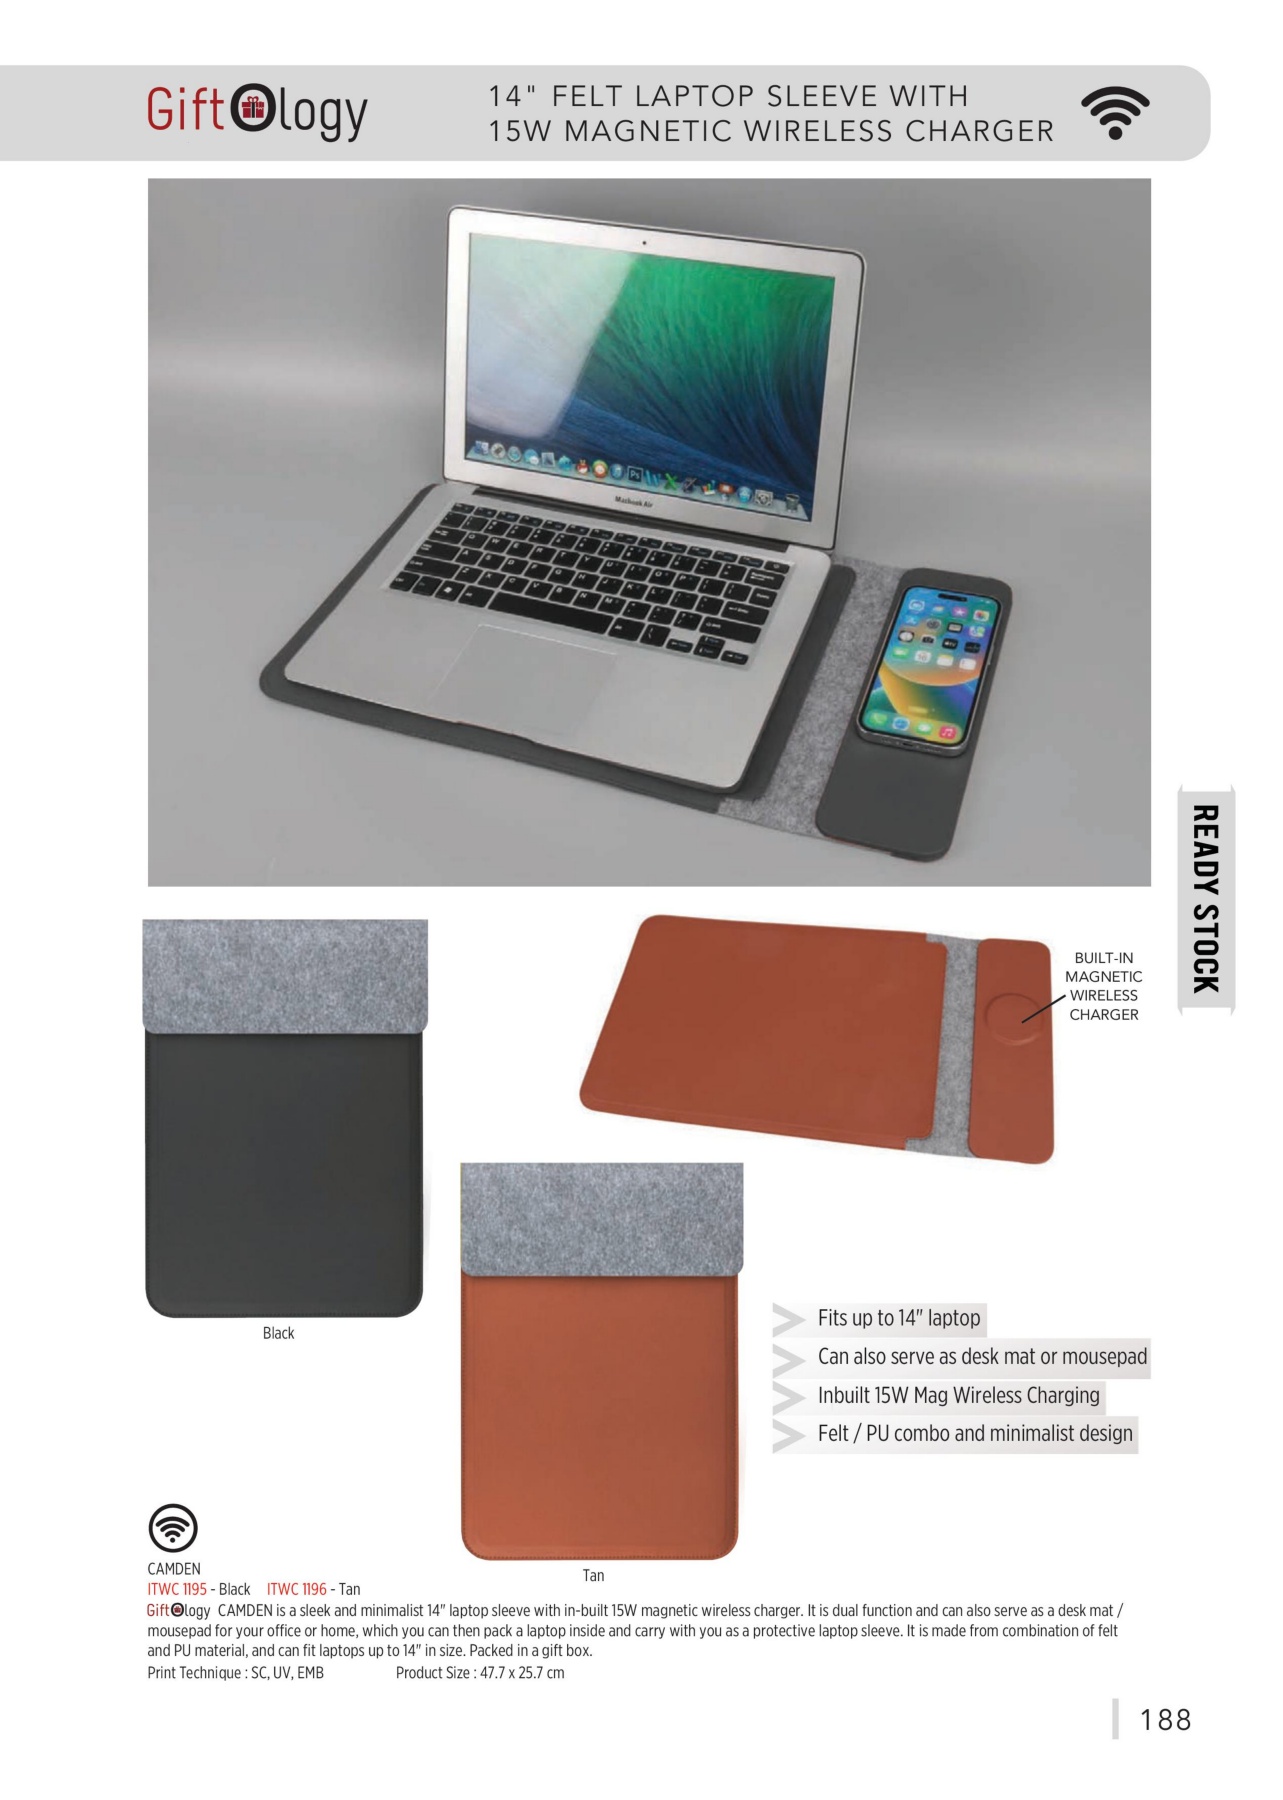 GiftOlogy
14" FELT LAPTOP SLEEVE WITH
15W MAGNETIC WIRELESS CHARGER
Macbook Air
READY STOCK
BUILT-IN
MAGNETIC
WIRELESS
CHARGER
Black
Fits up to 14" laptop
Can also serve as desk mat or mousepad
Inbuilt 15W Mag Wireless Charging
Felt / PU combo and minimalist design
Tan
CAMDEN
ITWC 1195 - Black ITWC 1196 - Tan
GiftOlogy CAMDEN is a sleek and minimalist 14" laptop sleeve with in-built 15W magnetic wireless charger. It is dual function and can also serve as a desk mat /
mousepad for your office or home, which you can then pack a laptop inside and carry with you as a protective laptop sleeve. It is made from combination of felt
and PU material, and can fit laptops up to 14" in size. Packed in a gift box.
Print Technique : SC, UV, EMB Product Size : 47.7 x 25.7 cm
188